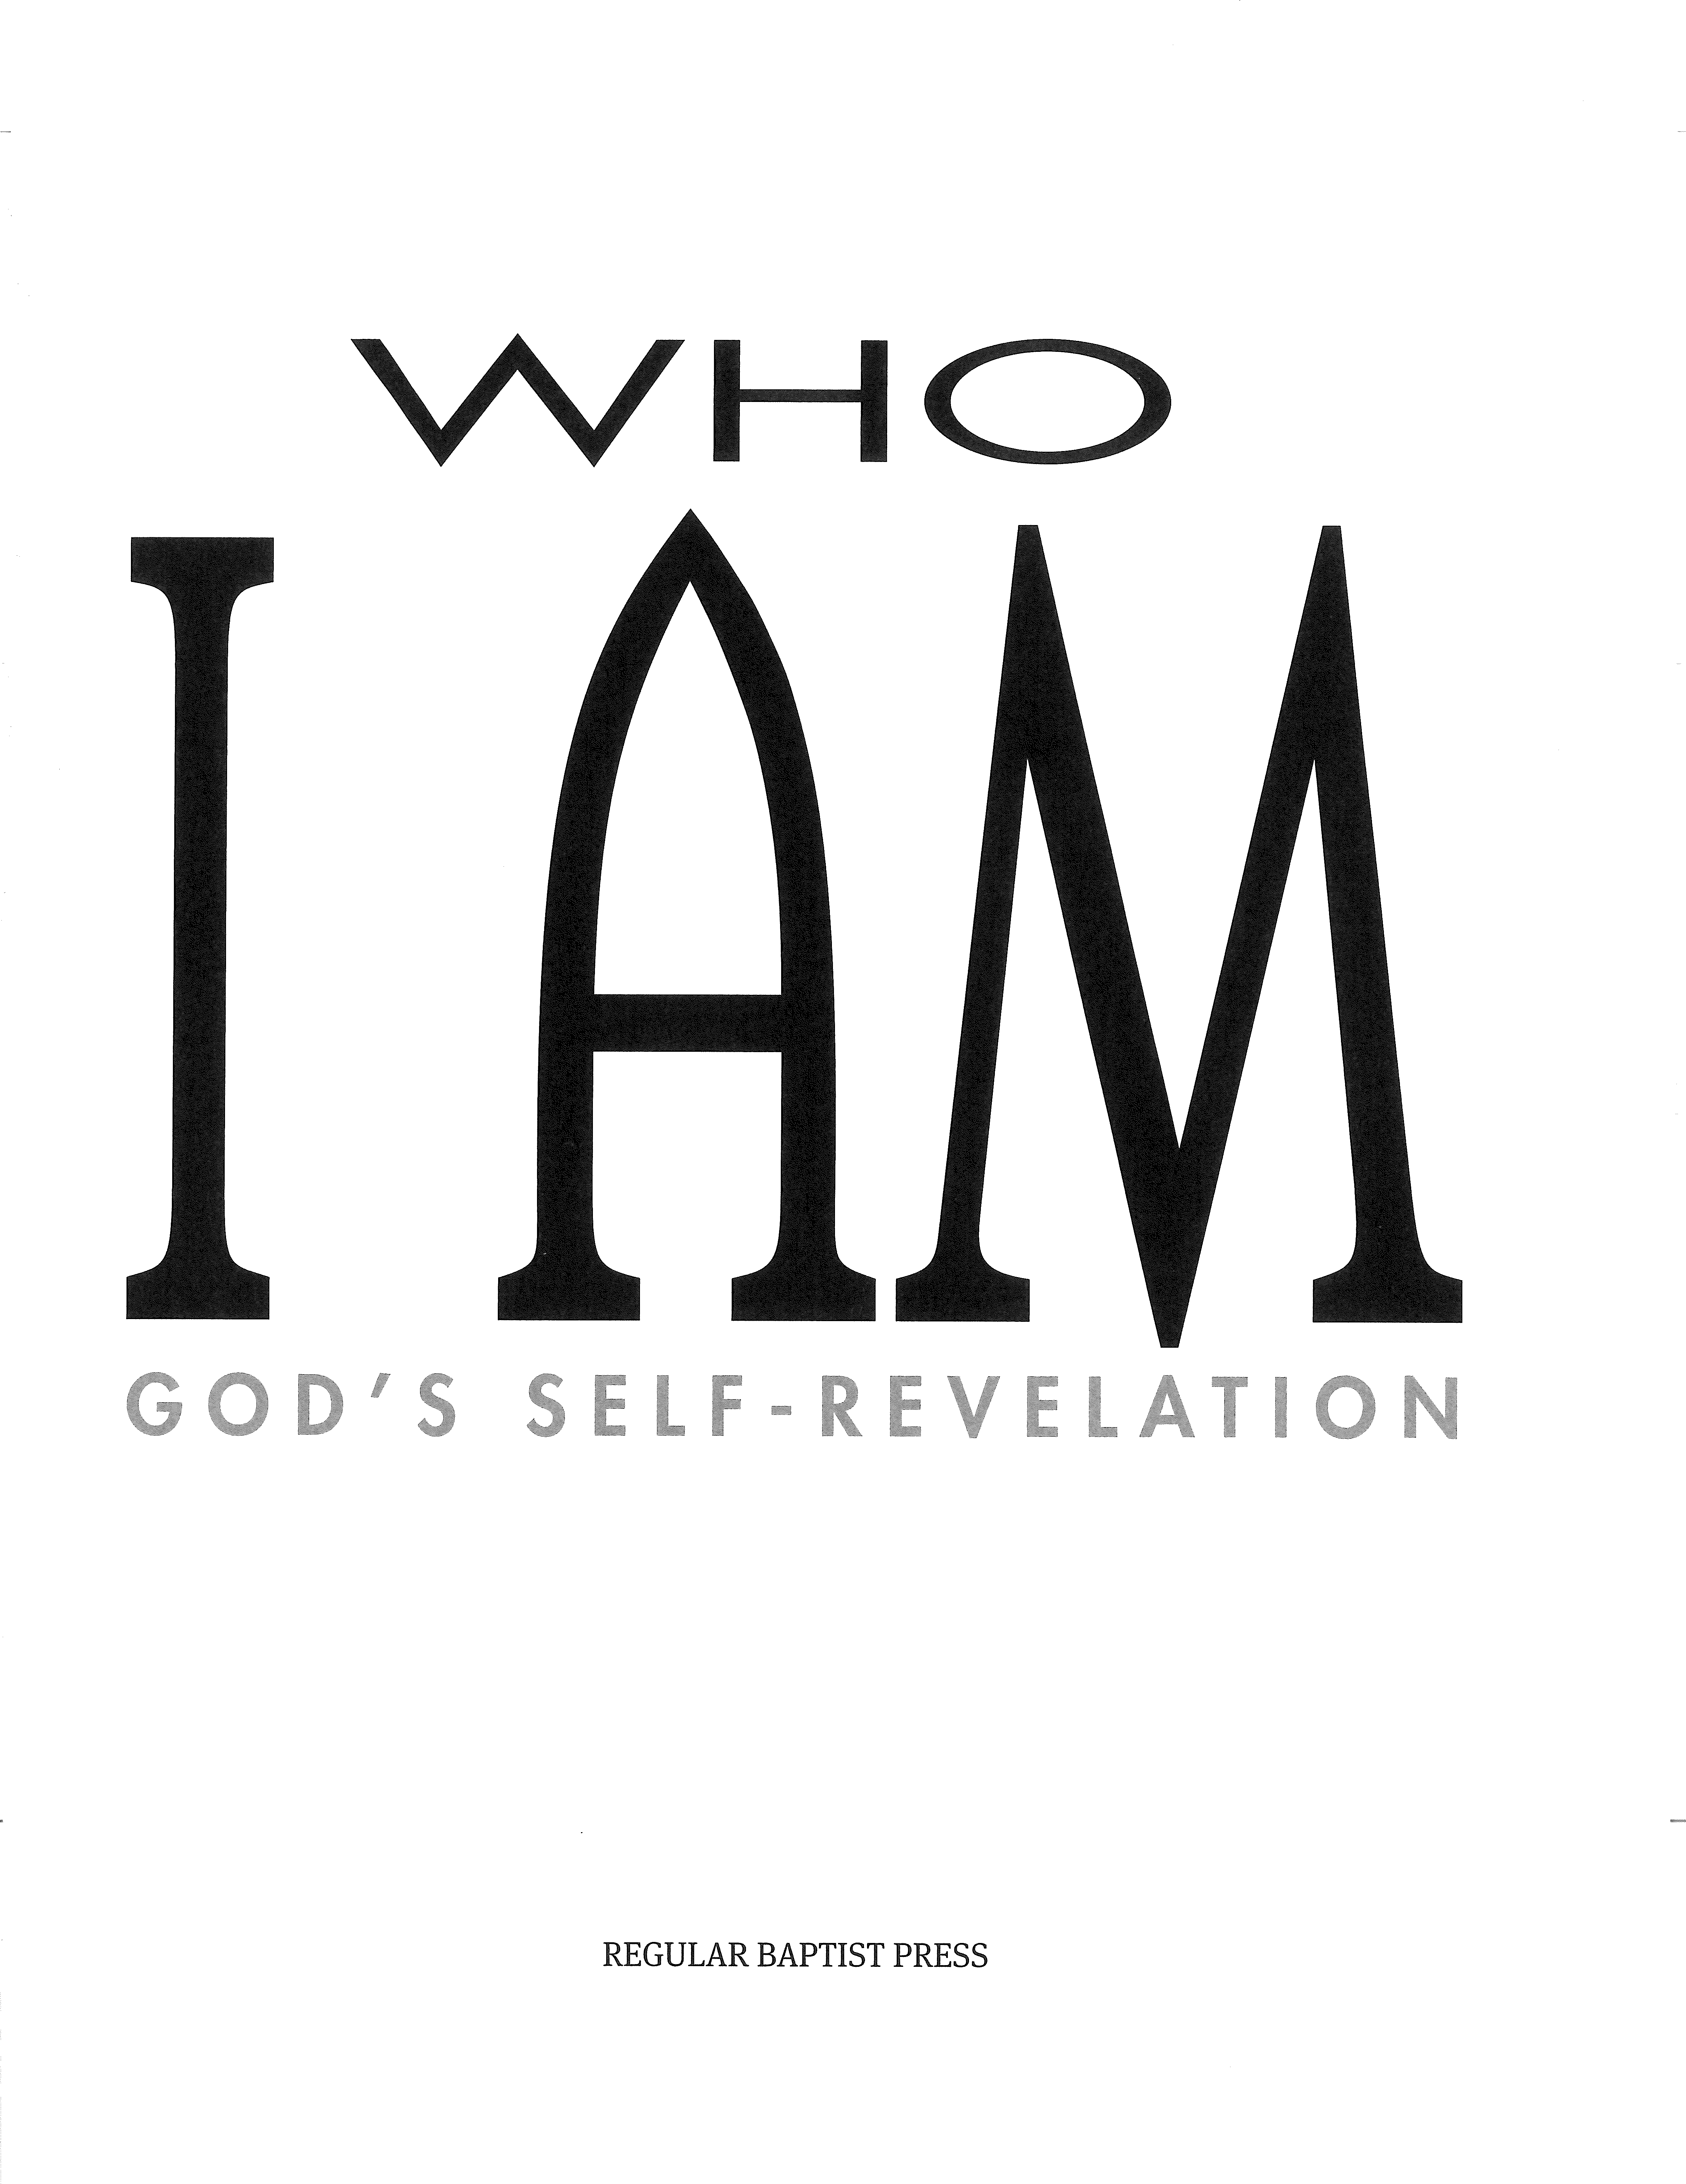 WHO
I AM
GOD'S SELF-REVELATION
REGULAR BAPTIST PRESS